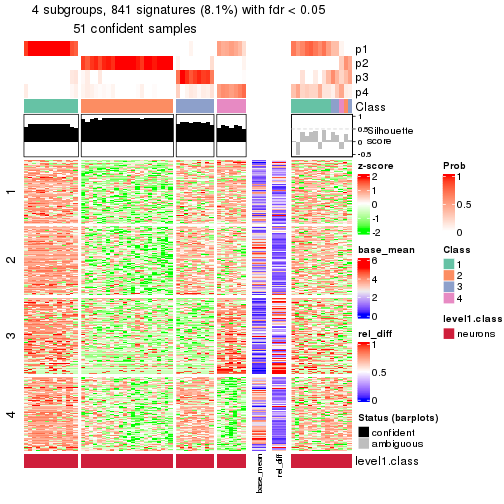 4 subgroups, 841 signatures (8.1%) with fdr < 0.05
51 confident samples
p1
p2
p3
p4
Class
1
0.5
0
-0.5
Silhouette
score
1
2
3
4
level1.class
base_mean
rel_diff
z-score
2
1
0
-1
-2
base_mean
6
4
2
0
rel_diff
1
0.5
0
Status (barplots)
confident
ambiguous
Prob
1
0.5
0
Class
1
2
3
4
level1.class
neurons